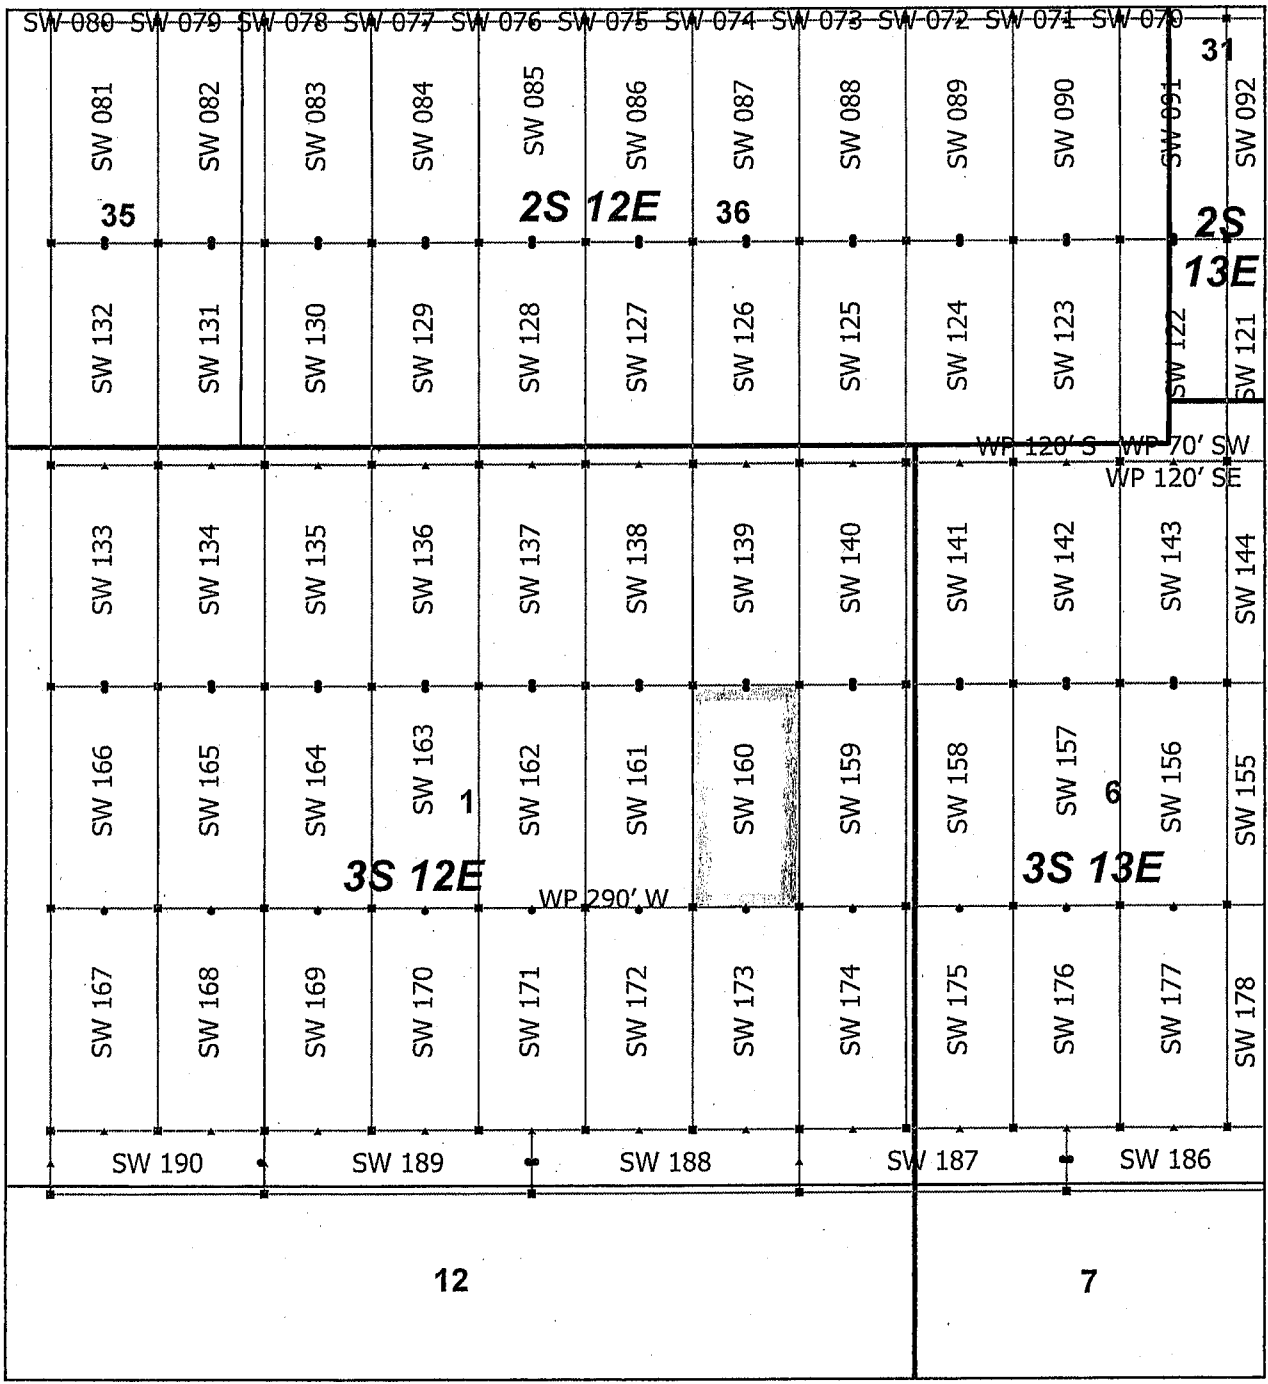 SW 080 SW 079 SW 078 SW 077 SW 076 SW 075 SW 074 SW 073 SW 072 SW 071 SW 070
31
SW 081 SW 082 SW 083 SW 084 SW 085 SW 086 SW 087 SW 088 SW 089 SW 090 SW 091 SW 092
35 2S 12E 36 2S
13E
SW 132 SW 131 SW 130 SW 129 SW 128 SW 127 SW 126 SW 125 SW 124 SW 123 SW 122 SW 121
WP 120' S WP 70' SW
WP 120' SE
SW 133 SW 134 SW 135 SW 136 SW 137 SW 138 SW 139 SW 140 SW 141 SW 142 SW 143 SW 144
SW 166 SW 165 SW 164 SW 163 SW 162 SW 161 SW 160 SW 159 SW 158 SW 157 SW 156 SW 155
1 6
3S 12E 3S 13E
WP 290' W
SW 167 SW 168 SW 169 SW 170 SW 171 SW 172 SW 173 SW 174 SW 175 SW 176 SW 177 SW 178
SW 190 SW 189 SW 188 SW 187 SW 186
12 7